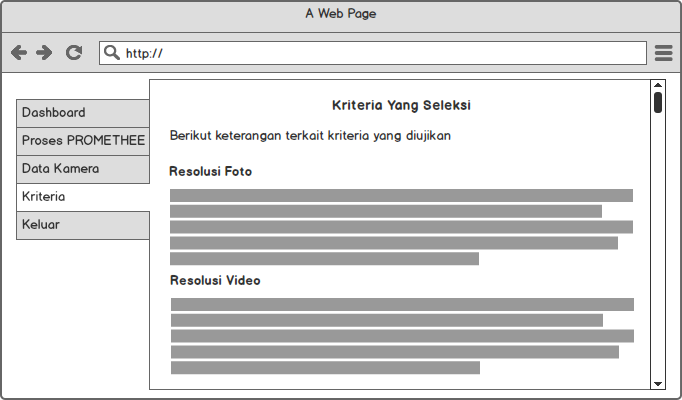 A Web Page
http://
Dashboard
Proses PROMETHEE
Data Kamera
Kriteria
Keluar
Kriteria Yang Seleksi
Berikut keterangan terkait kriteria yang diujikan
Resolusi Foto
Resolusi Video